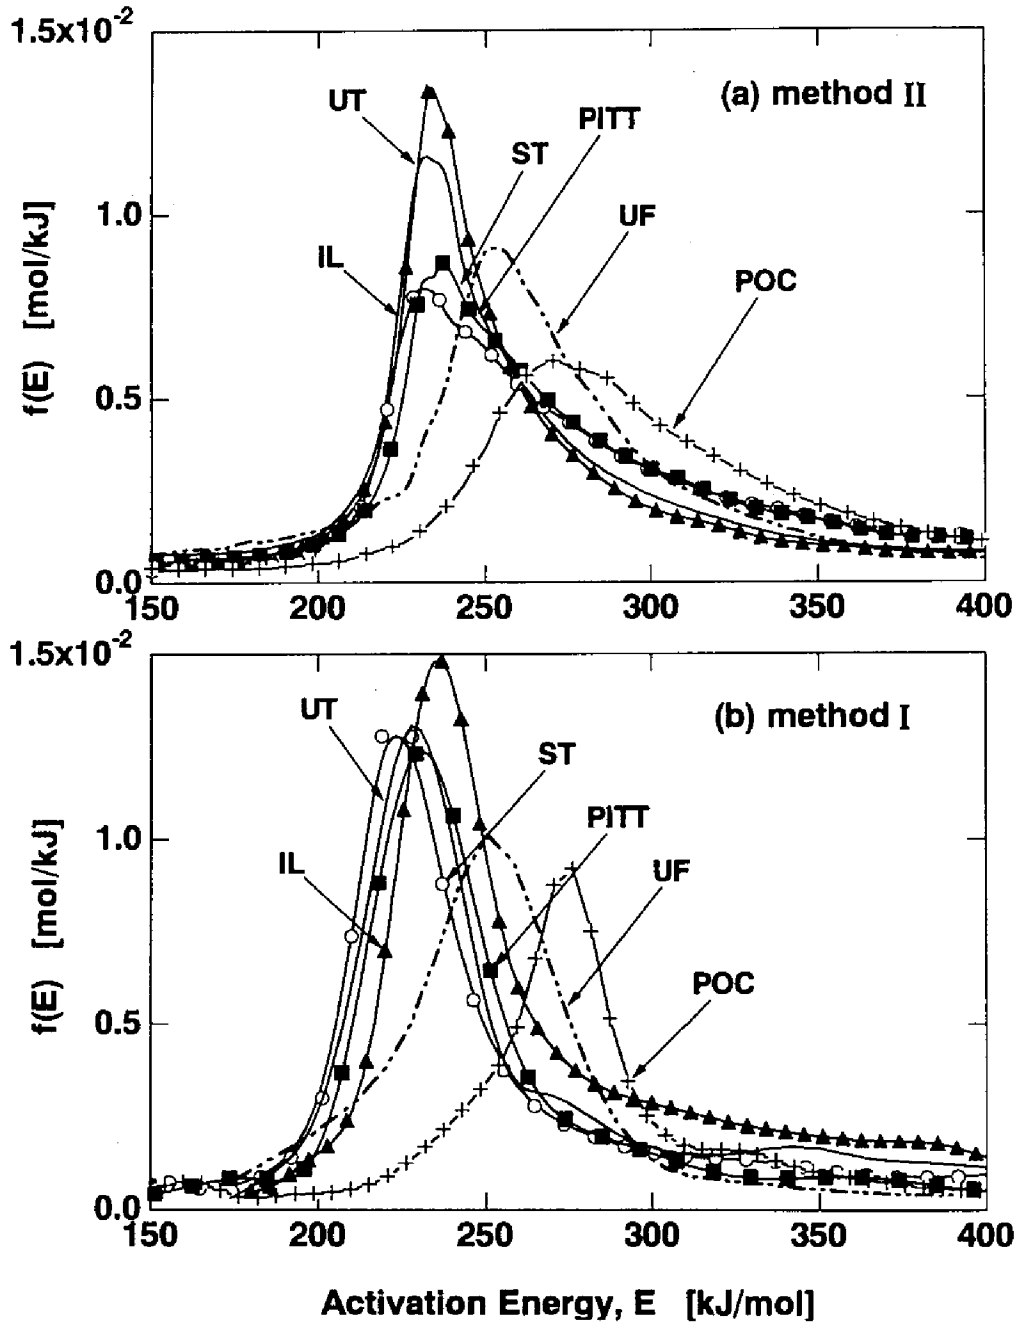 1.5x10-2
(a) method II
UT
PITT
ST
1.0
UF
IL
POC
f(E) [mol/kJ]
0.5
0.0
150 200 250 300 350 400
1.5x10-2
(b) method I
UT
ST
PITT
1.0
IL
UF
f(E) [mol/kJ]
POC
0.5
0.0
150 200 250 300 350 400
Activation Energy, E [kJ/mol]